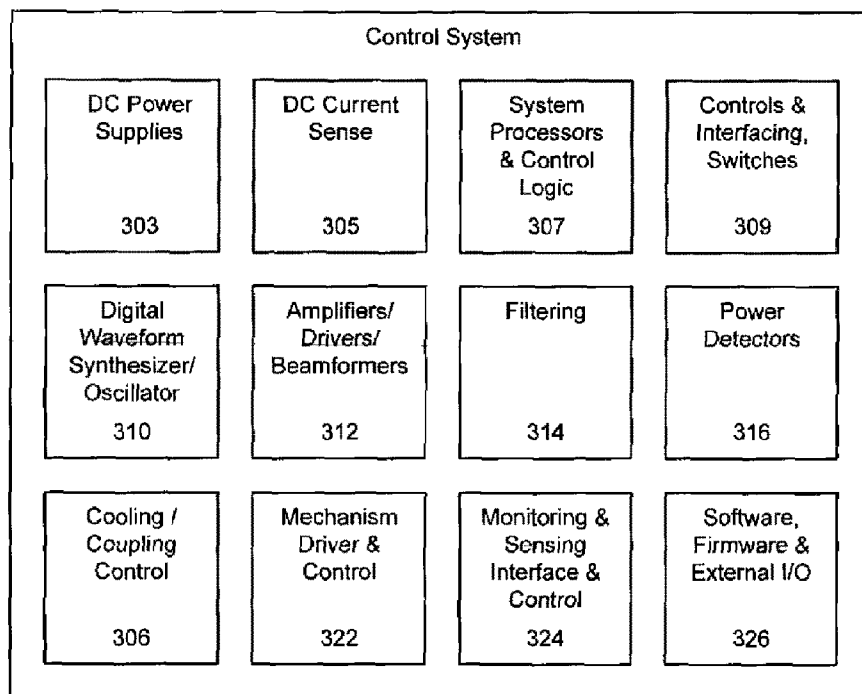 Control System
DC Power
Supplies
303
DC Current
Sense
305
System
Processors
& Control
Logic
307
Controls &
Interfacing,
Switches
309
Digital
Waveform
Synthesizer/
Oscillator
310
Amplifiers/
Drivers/
Beamformers
312
Filtering
314
Power
Detectors
316
Cooling /
Coupling
Control
306
Mechanism
Driver &
Control
322
Monitoring &
Sensing
Interface &
Control
324
Software,
Firmware &
External I/O
326